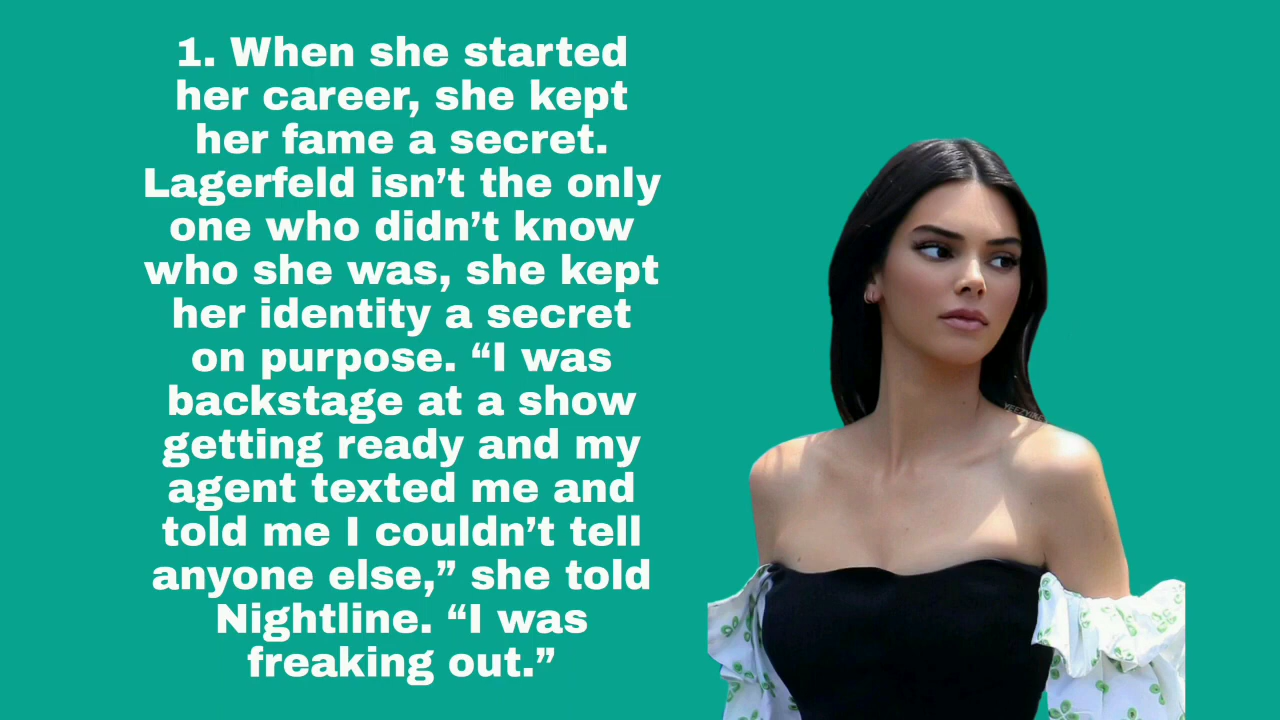 1. When she started
her career, she kept
her fame a secret.
Lagerfeld isn’t the only
one who didn’t know
who she was, she kept
her identity a secret
on purpose. “I was
backstage at a show
getting ready and my
agent texted me and
told me I couldn’t tell
anyone else,” she told
Nightline. “I was
freaking out.”